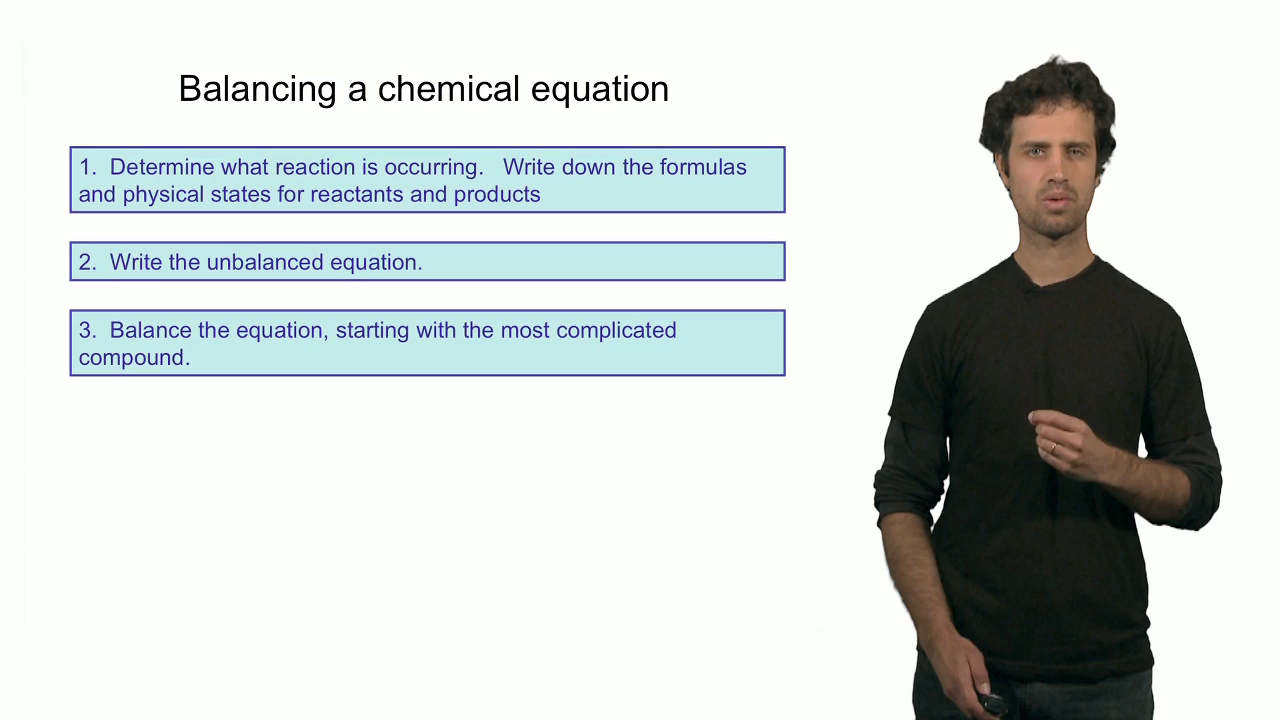 Balancing a chemical equation
1. Determine what reaction is occurring. Write down the formulas
and physical states for reactants and products
2. Write the unbalanced equation.
3. Balance the equation, starting with the most complicated
compound.